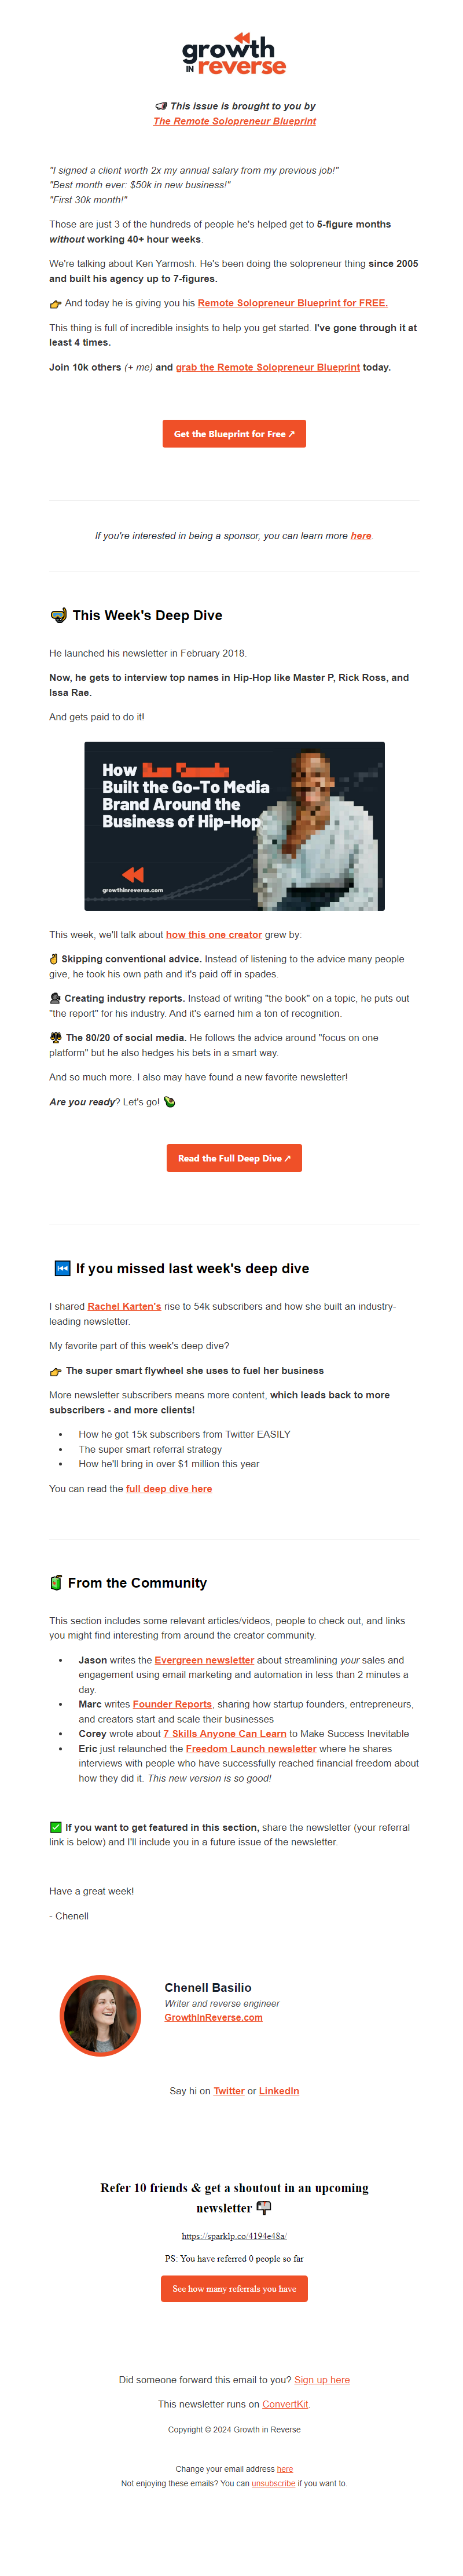 growth
IN reverse
This issue is brought to you by
The Remote Solopreneur Blueprint
"I signed a client worth 2x my annual salary from my previous job!"
"Best month ever: $50k in new business!"
"First 30k month!"
Those are just 3 of the hundreds of people he's helped get to 5-figure months
without working 40+ hour weeks.
We're talking about Ken Yarmosh. He's been doing the solopreneur thing since 2005
and built his agency up to 7-figures.
And today he is giving you his Remote Solopreneur Blueprint for FREE.
This thing is full of incredible insights to help you get started. I've gone through it at
least 4 times.
Join 10k others (+ me) and grab the Remote Solopreneur Blueprint today.
Get the Blueprint for Free ↗
If you're interested in being a sponsor, you can learn more here
This Week's Deep Dive
He launched his newsletter in February 2018.
Now, he gets to interview top names in Hip-Hop like Master P, Rick Ross, and
Issa Rae.
And gets paid to do it!
How
Built the Go-To Media
Brand Around the
Business of Hip-Hop
growthinreverse.com
This week, we'll talk about how this one creator grew by:
Skipping conventional advice. Instead of listening to the advice many people
give, he took his own path and it's paid off in spades.
Creating industry reports. Instead of writing "the book" on a topic, he puts out
"the report" for his industry. And it's earned him a ton of recognition.
The 80/20 of social media. He follows the advice around "focus on one
platform" but he also hedges his bets in a smart way.
And so much more. I also may have found a new favorite newsletter!
Are you ready? Let's go!
Read the Full Deep Dive ↗
If you missed last week's deep dive
I shared Rachel Karten's rise to 54k subscribers and how she built an industry-
leading newsletter.
My favorite part of this week's deep dive?
The super smart flywheel she uses to fuel her business
More newsletter subscribers means more content, which leads back to more
subscribers - and more clients!
• How he got 15k subscribers from Twitter EASILY
• The super smart referral strategy
• How he'll bring in over $1 million this year
You can read the full deep dive here
From the Community
This section includes some relevant articles/videos, people to check out, and links
you might find interesting from around the creator community.
• Jason writes the Evergreen newsletter about streamlining your sales and
engagement using email marketing and automation in less than 2 minutes a
day.
• Marc writes Founder Reports, sharing how startup founders, entrepreneurs,
and creators start and scale their businesses
• Corey wrote about 7 Skills Anyone Can Learn to Make Success Inevitable
• Eric just relaunched the Freedom Launch newsletter where he shares
interviews with people who have successfully reached financial freedom about
how they did it. This new version is so good!
If you want to get featured in this section, share the newsletter (your referral
link is below) and I'll include you in a future issue of the newsletter.
Have a great week!
- Chenell
Chenell Basilio
Writer and reverse engineer
GrowthInReverse.com
Say hi on Twitter or LinkedIn
Refer 10 friends & get a shoutout in an upcoming
newsletter
https://sparklp.co/4194e48a/
PS: You have referred 0 people so far
See how many referrals you have
Did someone forward this email to you? Sign up here
This newsletter runs on ConvertKit.
Copyright © 2024 Growth in Reverse
Change your email address here
Not enjoying these emails? You can unsubscribe if you want to.